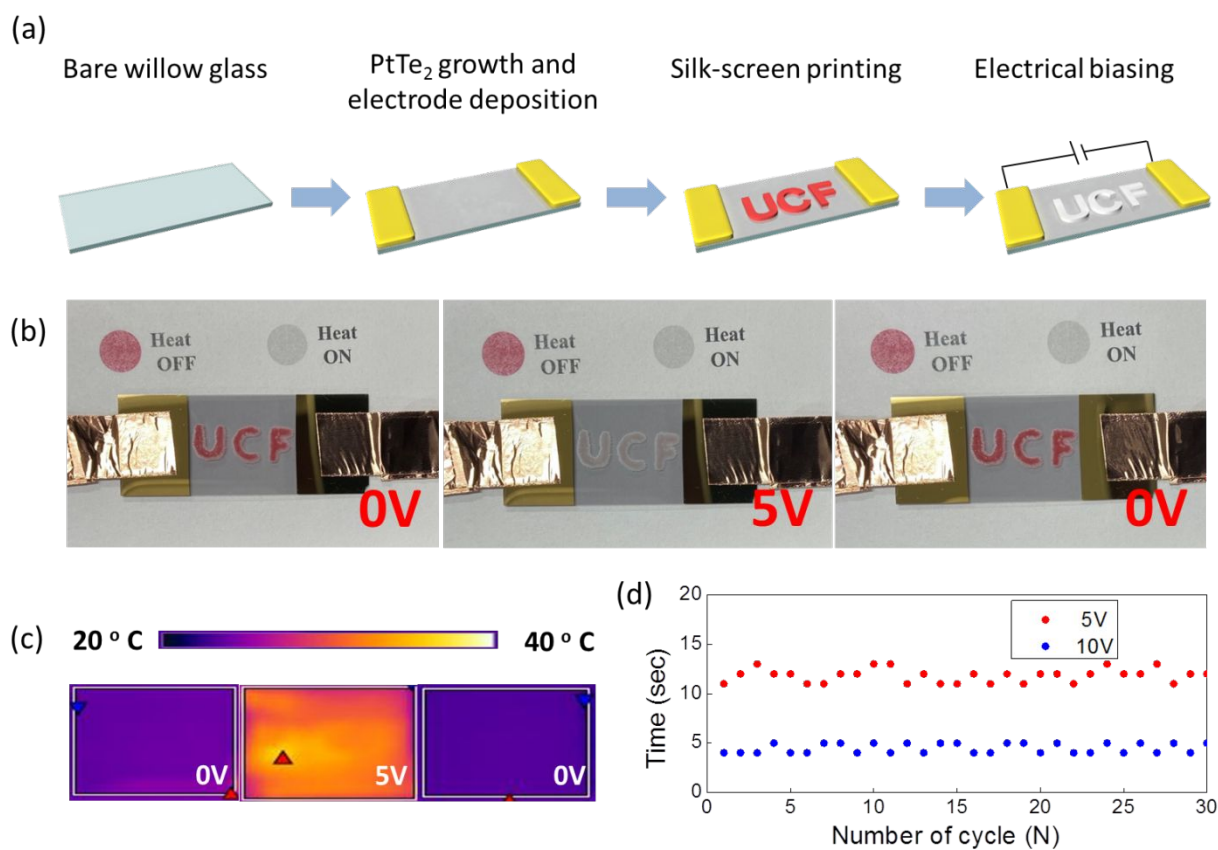 (a)
Bare willow glass
PtTe₂ growth and
electrode deposition
Silk-screen printing
Electrical biasing
UCF
UCF
(b)
Heat
OFF
Heat
ON
UCF
0V
Heat
OFF
Heat
ON
UCF
5V
Heat
OFF
Heat
ON
UCF
0V
(c)
20 ° C
40 ° C
0V
5V
0V
(d)
Time (sec)
20
15
10
5
0
5V
10V
0
5
10
15
20
25
30
Number of cycle (N)